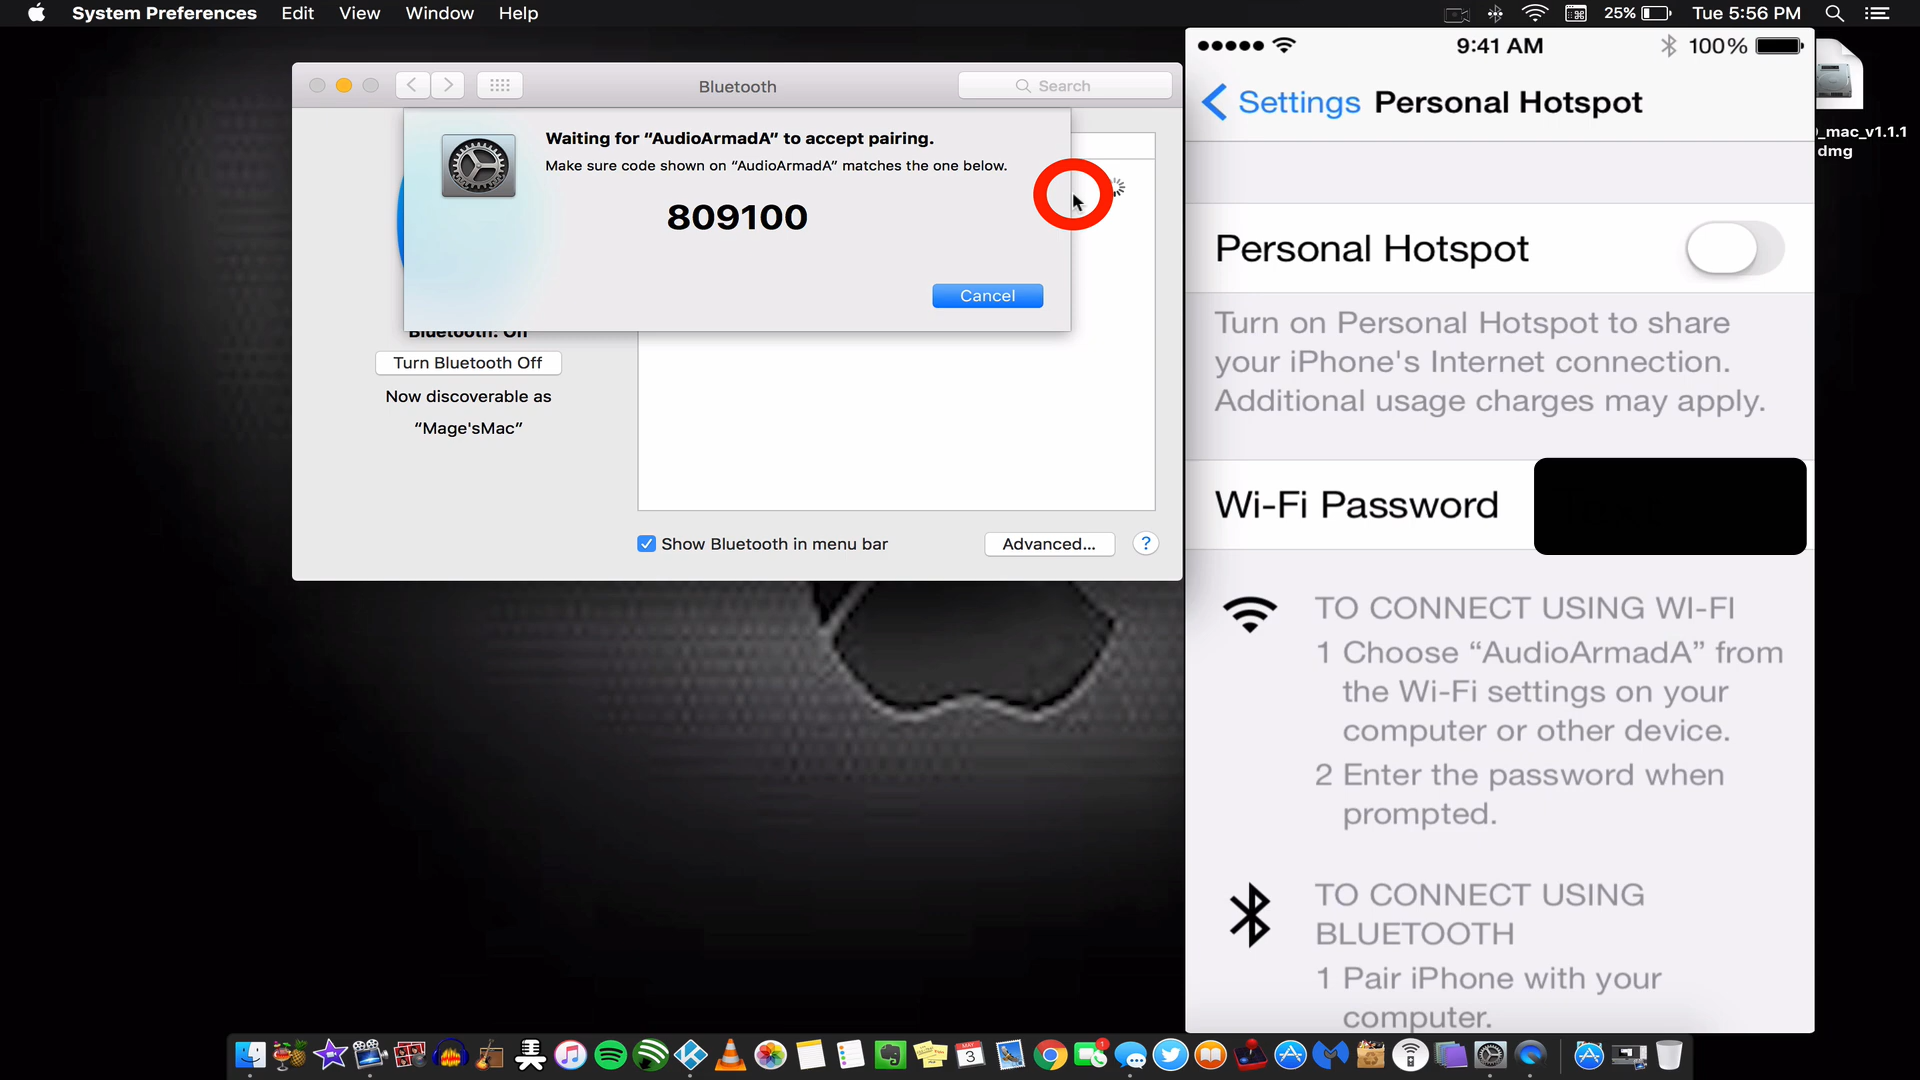 System Preferences Edit View Window Help
25% Tue 5:56 PM
Bluetooth
Search
Waiting for “AudioArmadA” to accept pairing.
Make sure code shown on “AudioArmadA” matches the one below.
809100
Cancel
Bluetooth: On
Turn Bluetooth Off
Now discoverable as
“Mage'sMac”
Show Bluetooth in menu bar
Advanced...
?
9:41 AM
100%
Settings Personal Hotspot
Personal Hotspot
Turn on Personal Hotspot to share
your iPhone's Internet connection.
Additional usage charges may apply.
Wi-Fi Password
TO CONNECT USING WI-FI
1 Choose “AudioArmadA” from
the Wi-Fi settings on your
computer or other device.
2 Enter the password when
prompted.
TO CONNECT USING
BLUETOOTH
1 Pair iPhone with your
computer.
_mac_v1.1.1
dmg
MAY
3
1